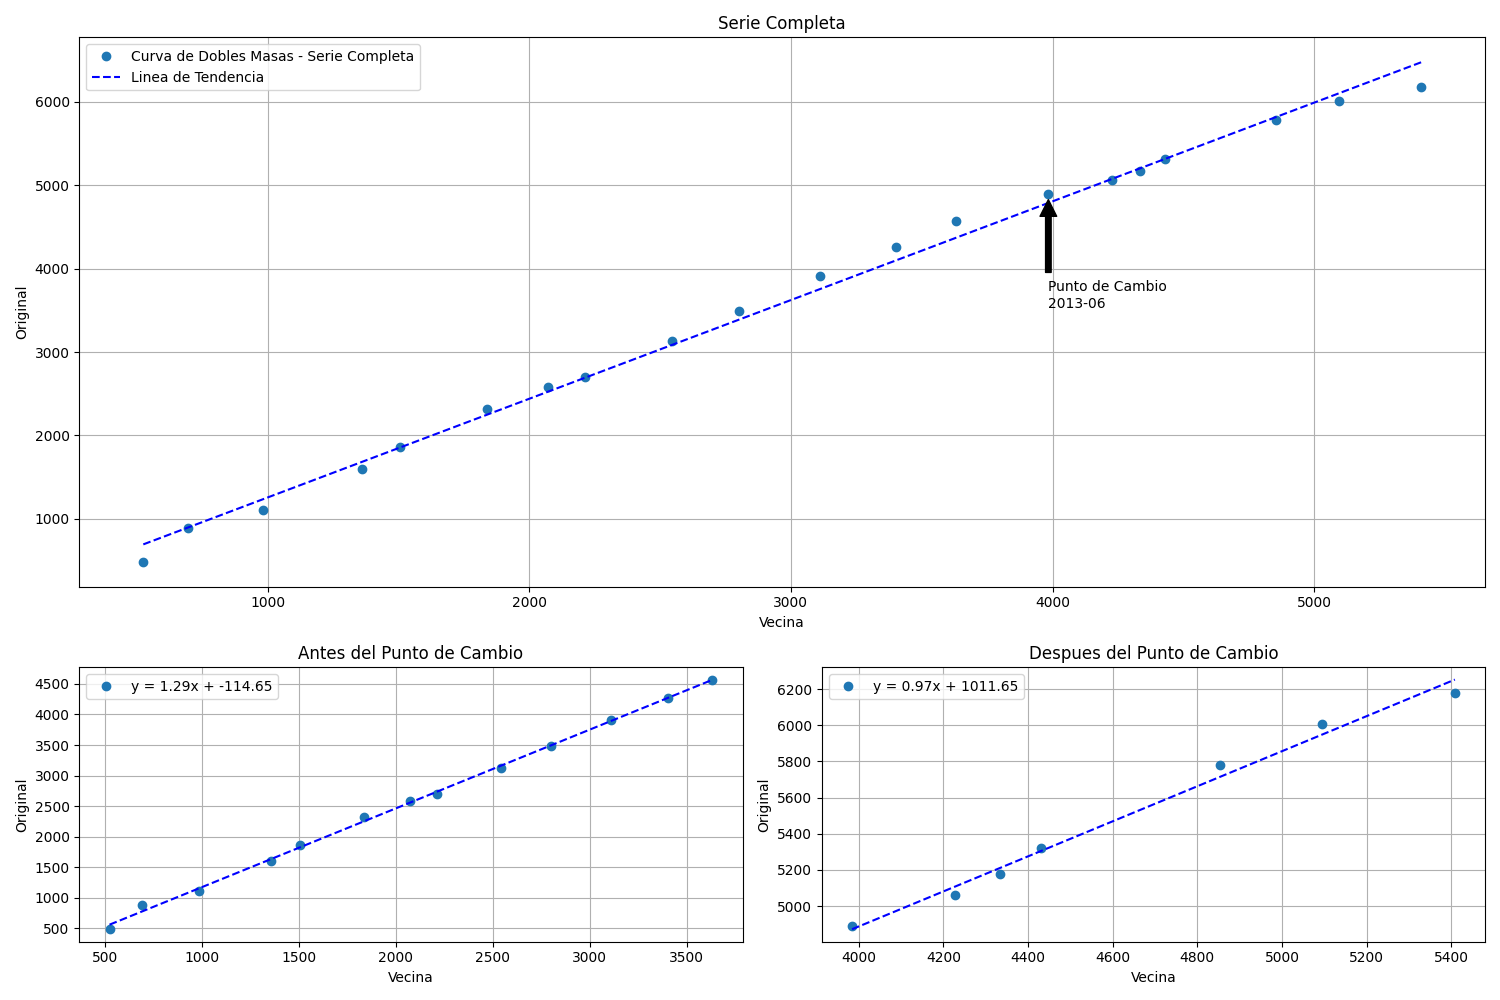 Serie Completa
Curva de Dobles Masas - Serie Completa
Linea de Tendencia
6000
5000
4000
3000
2000
1000
Original
Punto de Cambio
2013-06
1000 2000 3000 4000 5000
Vecina
Antes del Punto de Cambio
y = 1.29x + -114.65
4500
4000
3500
3000
2500
2000
1500
1000
500
Original
500 1000 1500 2000 2500 3000 3500
Vecina
Despues del Punto de Cambio
y = 0.97x + 1011.65
6200
6000
5800
5600
5400
5200
5000
Original
4000 4200 4400 4600 4800 5000 5200 5400
Vecina